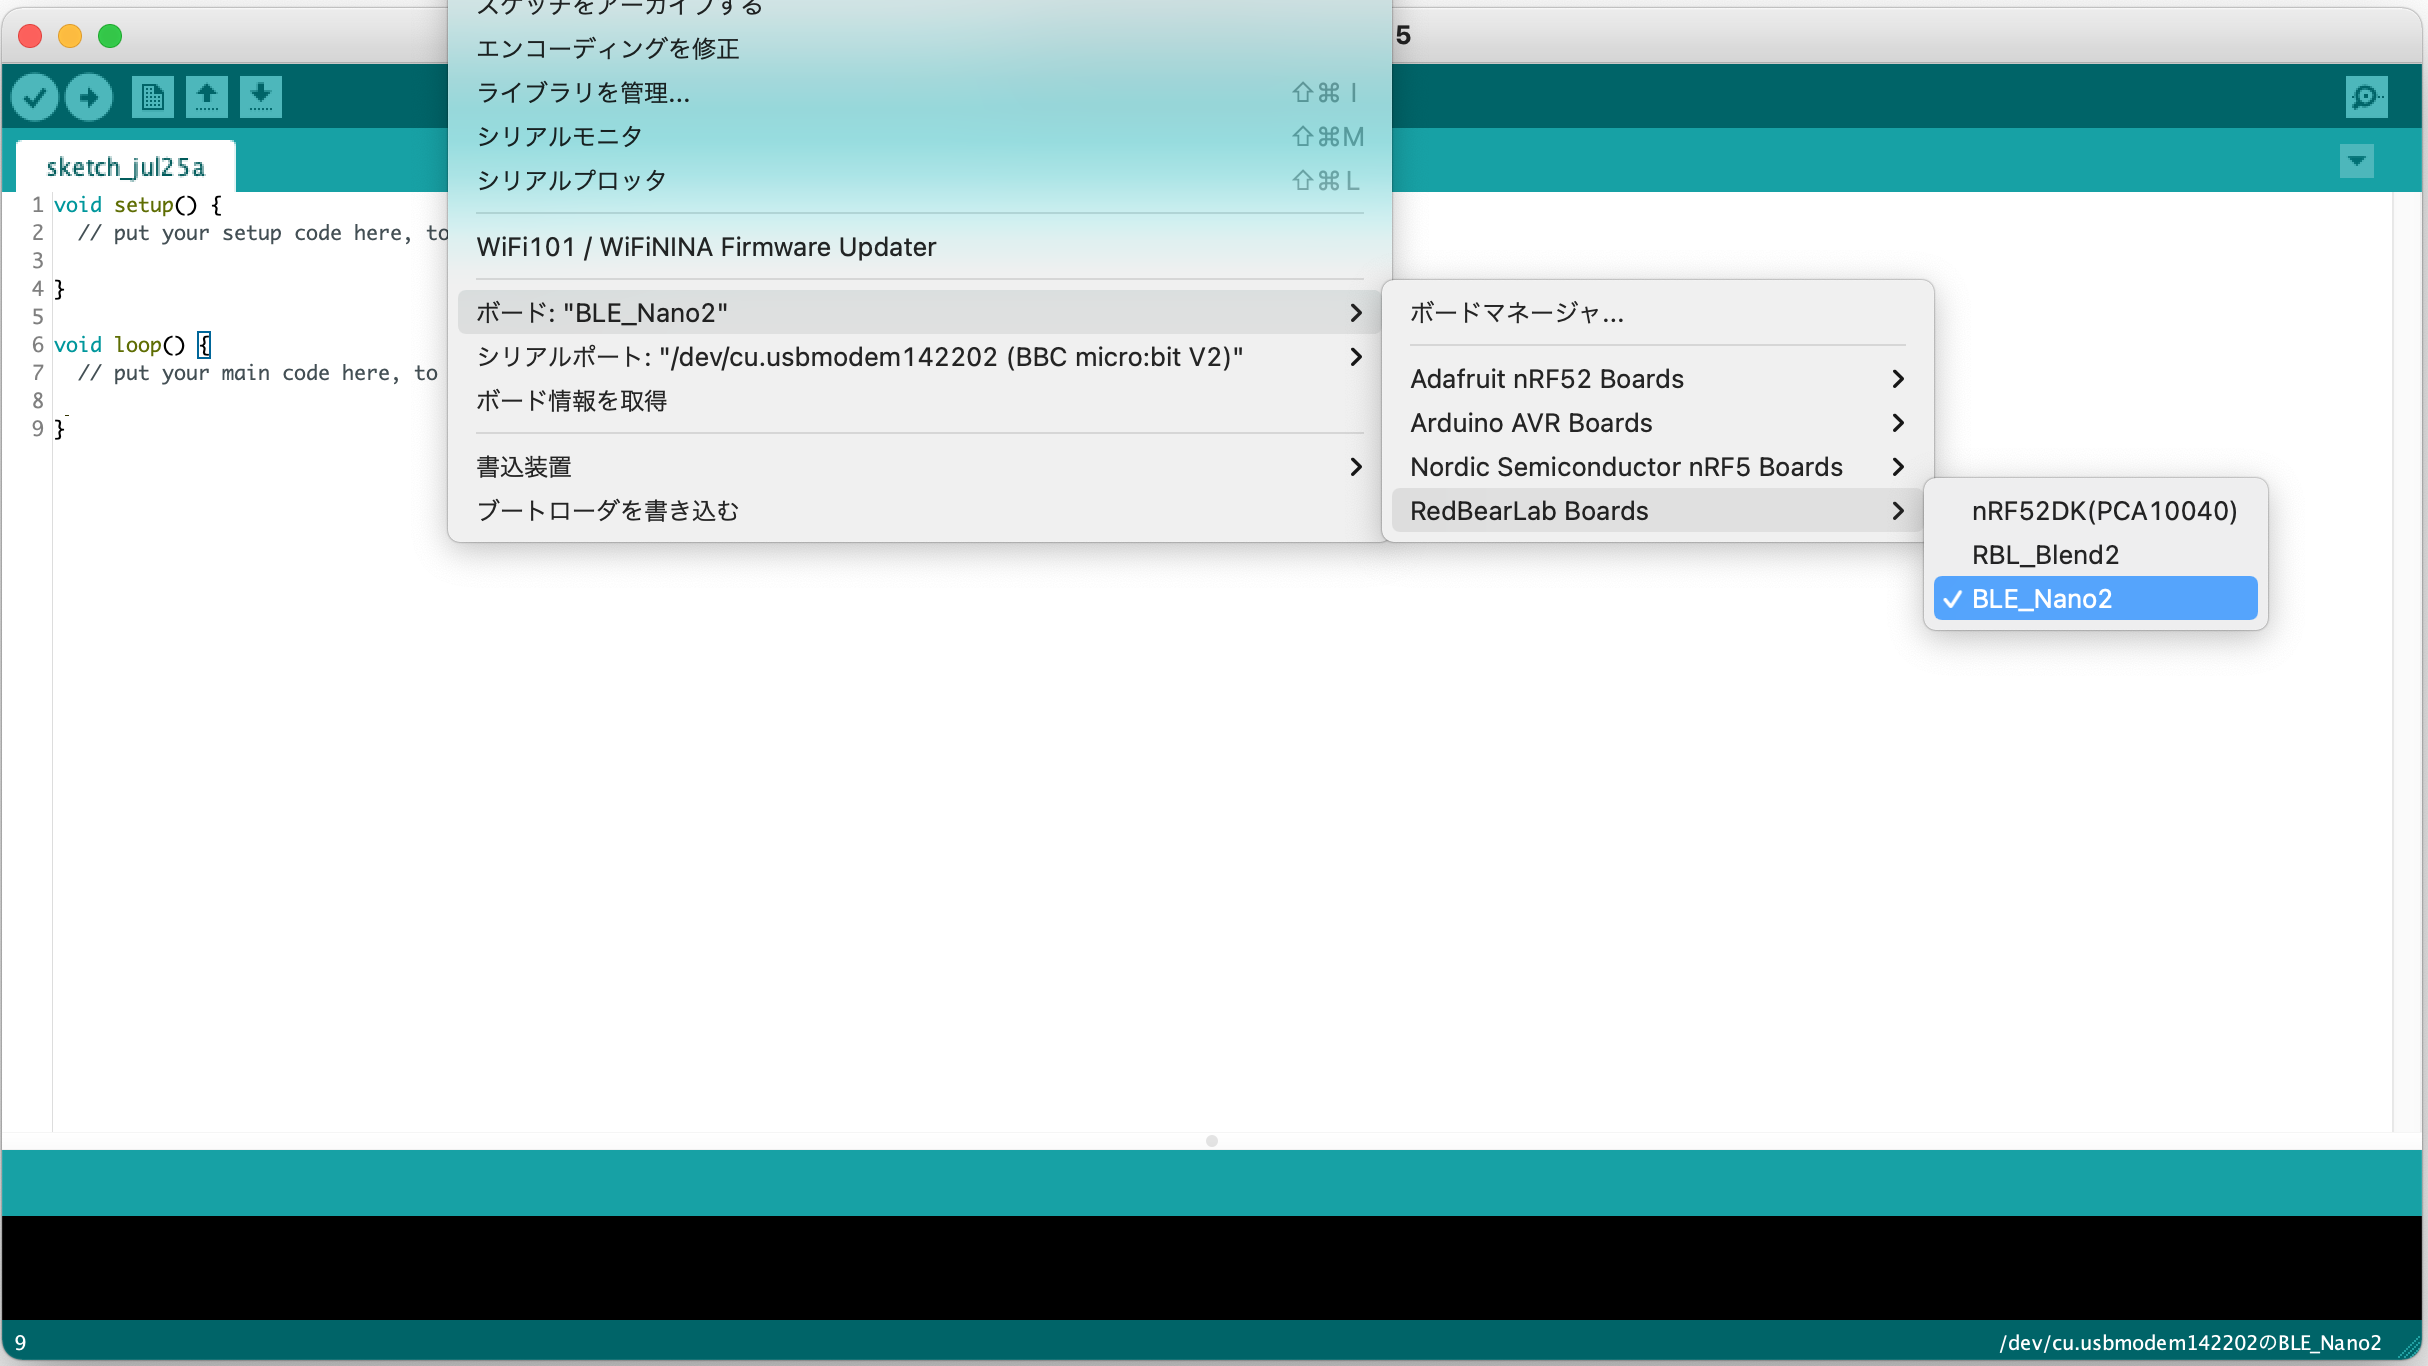 スケッチをアーカイブする
エンコーディングを修正
ライブラリを管理... ⇧⌘ I
シリアルモニタ ⇧⌘M
シリアルプロッタ ⇧⌘ L
WiFi101 / WiFiNINA Firmware Updater
ボード: "BLE_Nano2"
シリアルポート: "/dev/cu.usbmodem142202 (BBC micro:bit V2)"
ボード情報を取得
書込装置
ブートローダを書き込む
5
ボードマネージャ...
Adafruit nRF52 Boards
Arduino AVR Boards
Nordic Semiconductor nRF5 Boards
RedBearLab Boards
nRF52DK(PCA10040)
RBL_Blend2
✓ BLE_Nano2
sketch_jul25a
1 void setup() {
2 // put your setup code here, to
3
4 }
5
6 void loop() {
7 // put your main code here, to
8
9 }
9
/dev/cu.usbmodem142202のBLE_Nano2